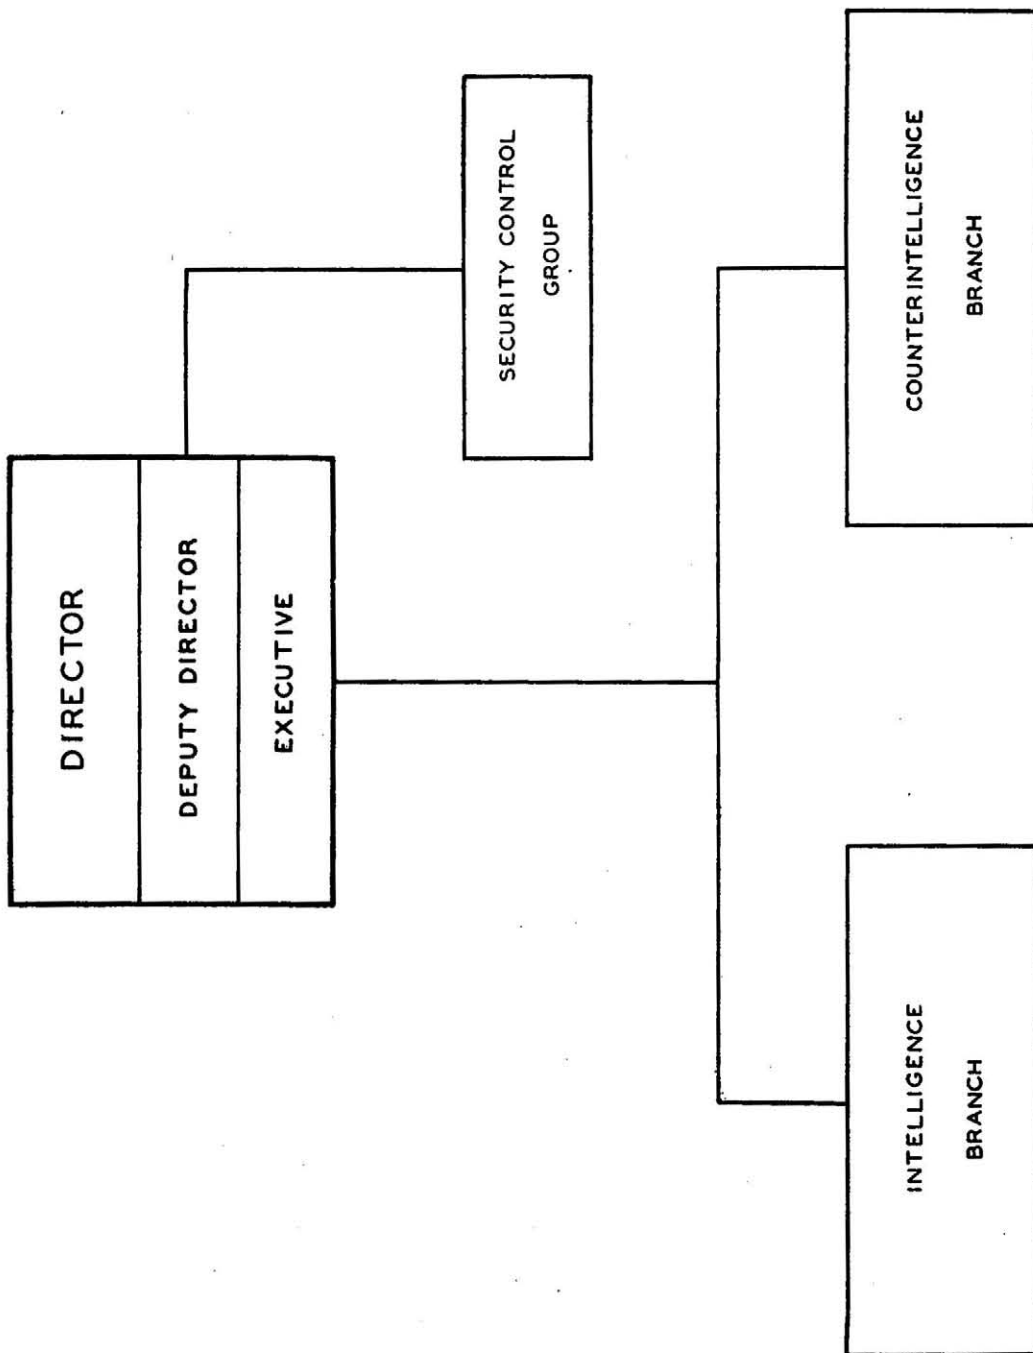 DIRECTOR
DEPUTY DIRECTOR
EXECUTIVE
SECURITY CONTROL
GROUP
INTELLIGENCE
BRANCH
COUNTERINTELLIGENCE
BRANCH